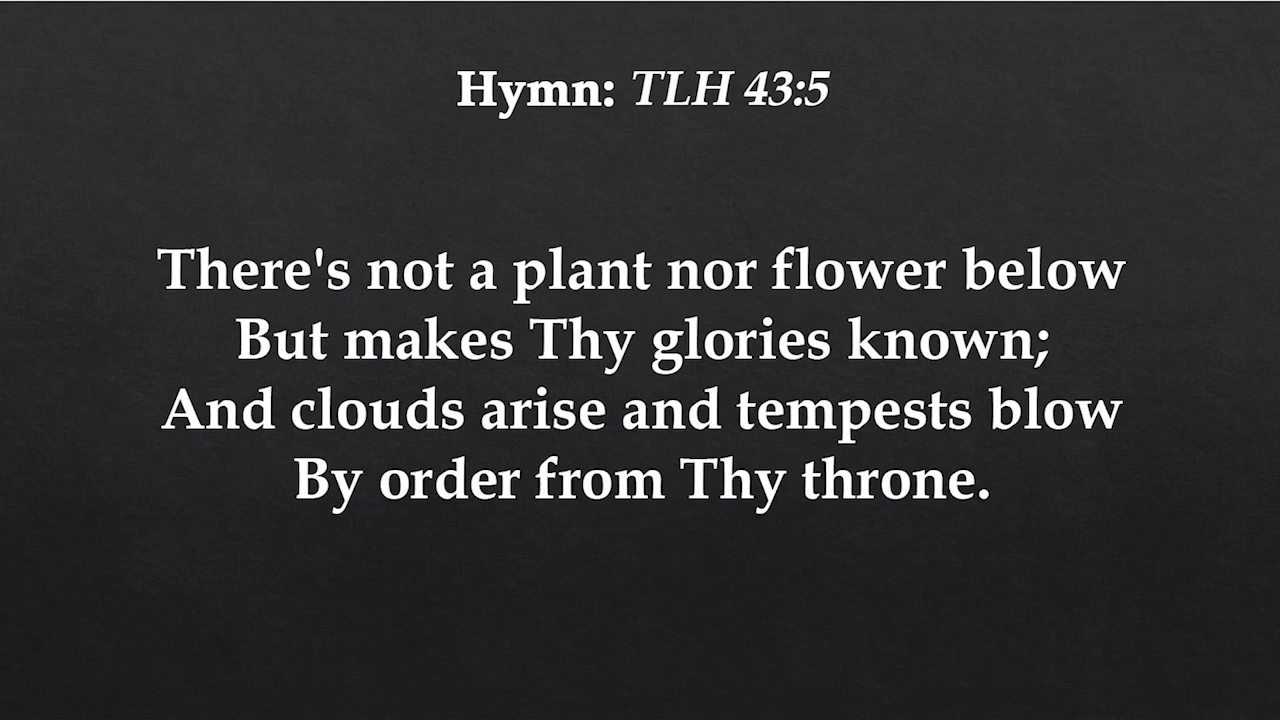 Hymn: TLH 43:5
There's not a plant nor flower below
But makes Thy glories known;
And clouds arise and tempests blow
By order from Thy throne.